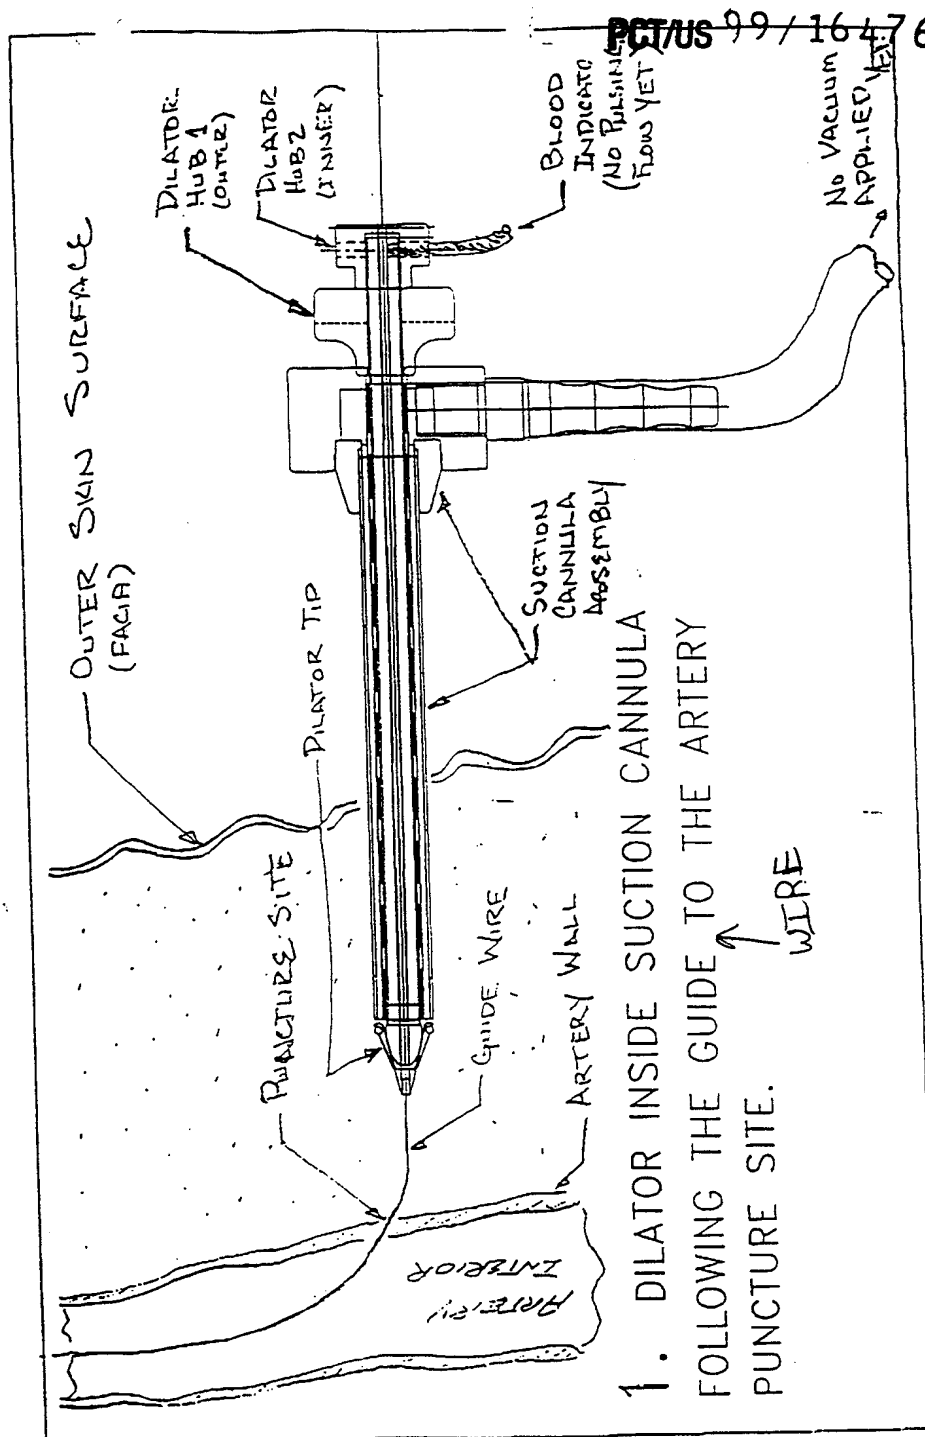 PCT/US 99/16476
OUTER SKIN SURFACE
(FACIA)
DILATOR
HUB 1
(OUTER)
DILATOR
HUB 2
(INNER)
BLOOD
INDICATO
(NO PULSING
FLOW YET
NO VACUUM
APPLIED YET
DILATOR TIP
SUCTION
CANNULA
ASSEMBLY
PUNCTURE SITE
GUIDE WIRE
ARTERY WALL
ARTERY
INTERIOR
1. DILATOR INSIDE SUCTION CANNULA
FOLLOWING THE GUIDE TO THE ARTERY
WIRE
PUNCTURE SITE.